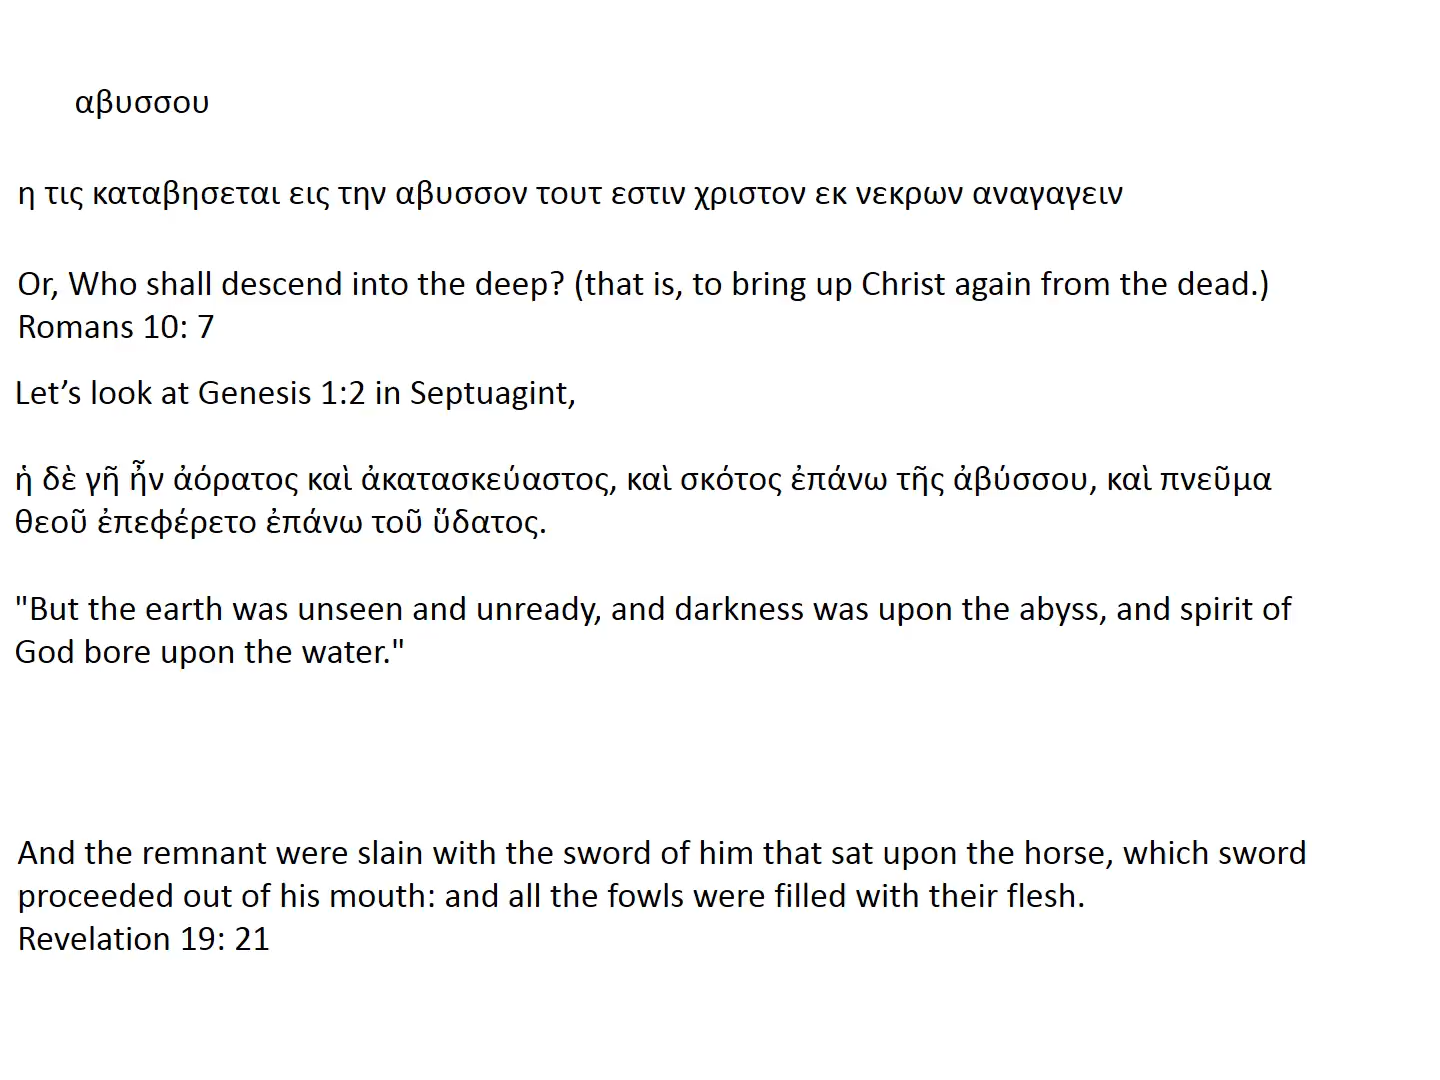 αβυσσου
η τις καταβησεται εις την αβυσσον τουτ εστιν χριστον εκ νεκρων αναγαγειν
Or, Who shall descend into the deep? (that is, to bring up Christ again from the dead.)
Romans 10: 7
Let’s look at Genesis 1:2 in Septuagint,
ἡ δὲ γῆ ἦν ἀόρατος καὶ ἀκατασκεύαστος, καὶ σκότος ἐπάνω τῆς ἀβύσσου, καὶ πνεῦμα
θεοῦ ἐπεφέρετο ἐπάνω τοῦ ὕδατος.
"But the earth was unseen and unready, and darkness was upon the abyss, and spirit of
God bore upon the water."
And the remnant were slain with the sword of him that sat upon the horse, which sword
proceeded out of his mouth: and all the fowls were filled with their flesh.
Revelation 19: 21